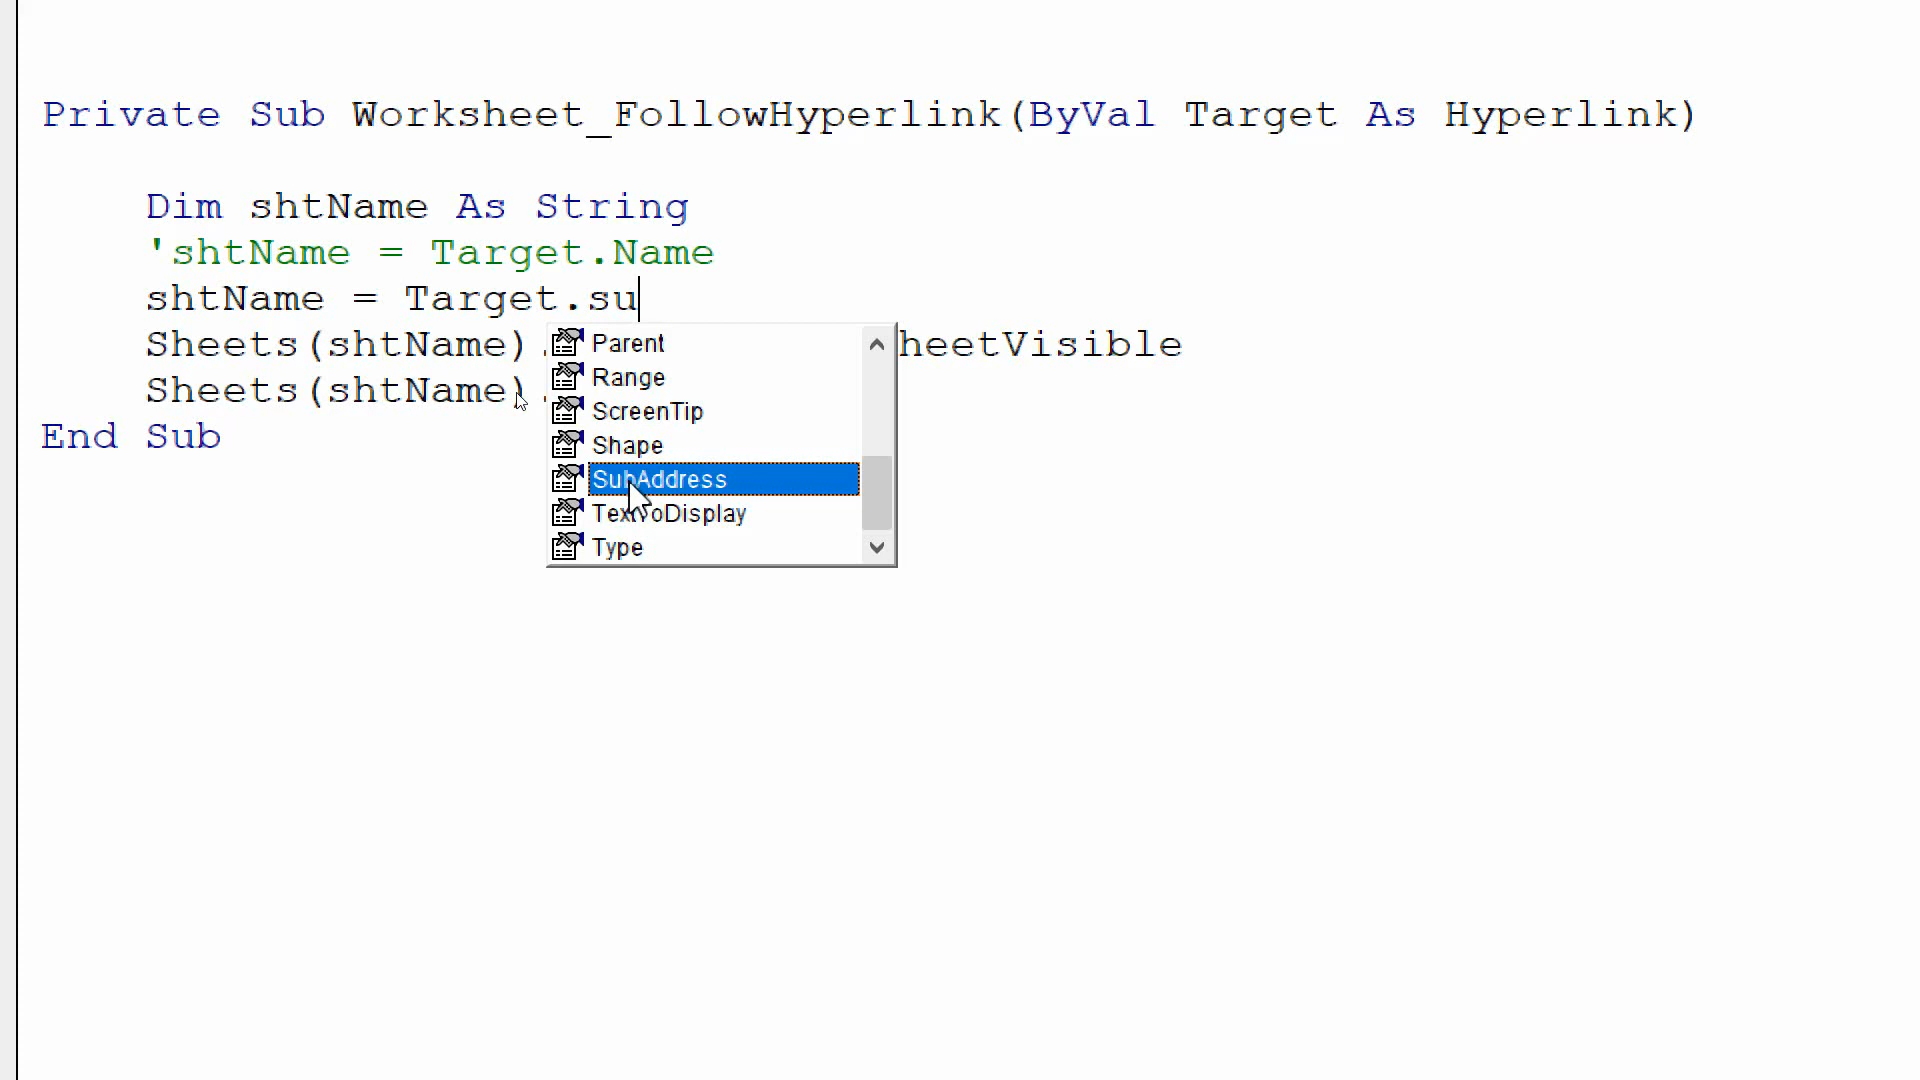 Private Sub Worksheet_FollowHyperlink(ByVal Target As Hyperlink)
Dim shtName As String
'shtName = Target.Name
shtName = Target.su
Sheets(shtName). heetVisible
Sheets(shtName).
End Sub
Parent
Range
ScreenTip
Shape
SubAddress
TextToDisplay
Type